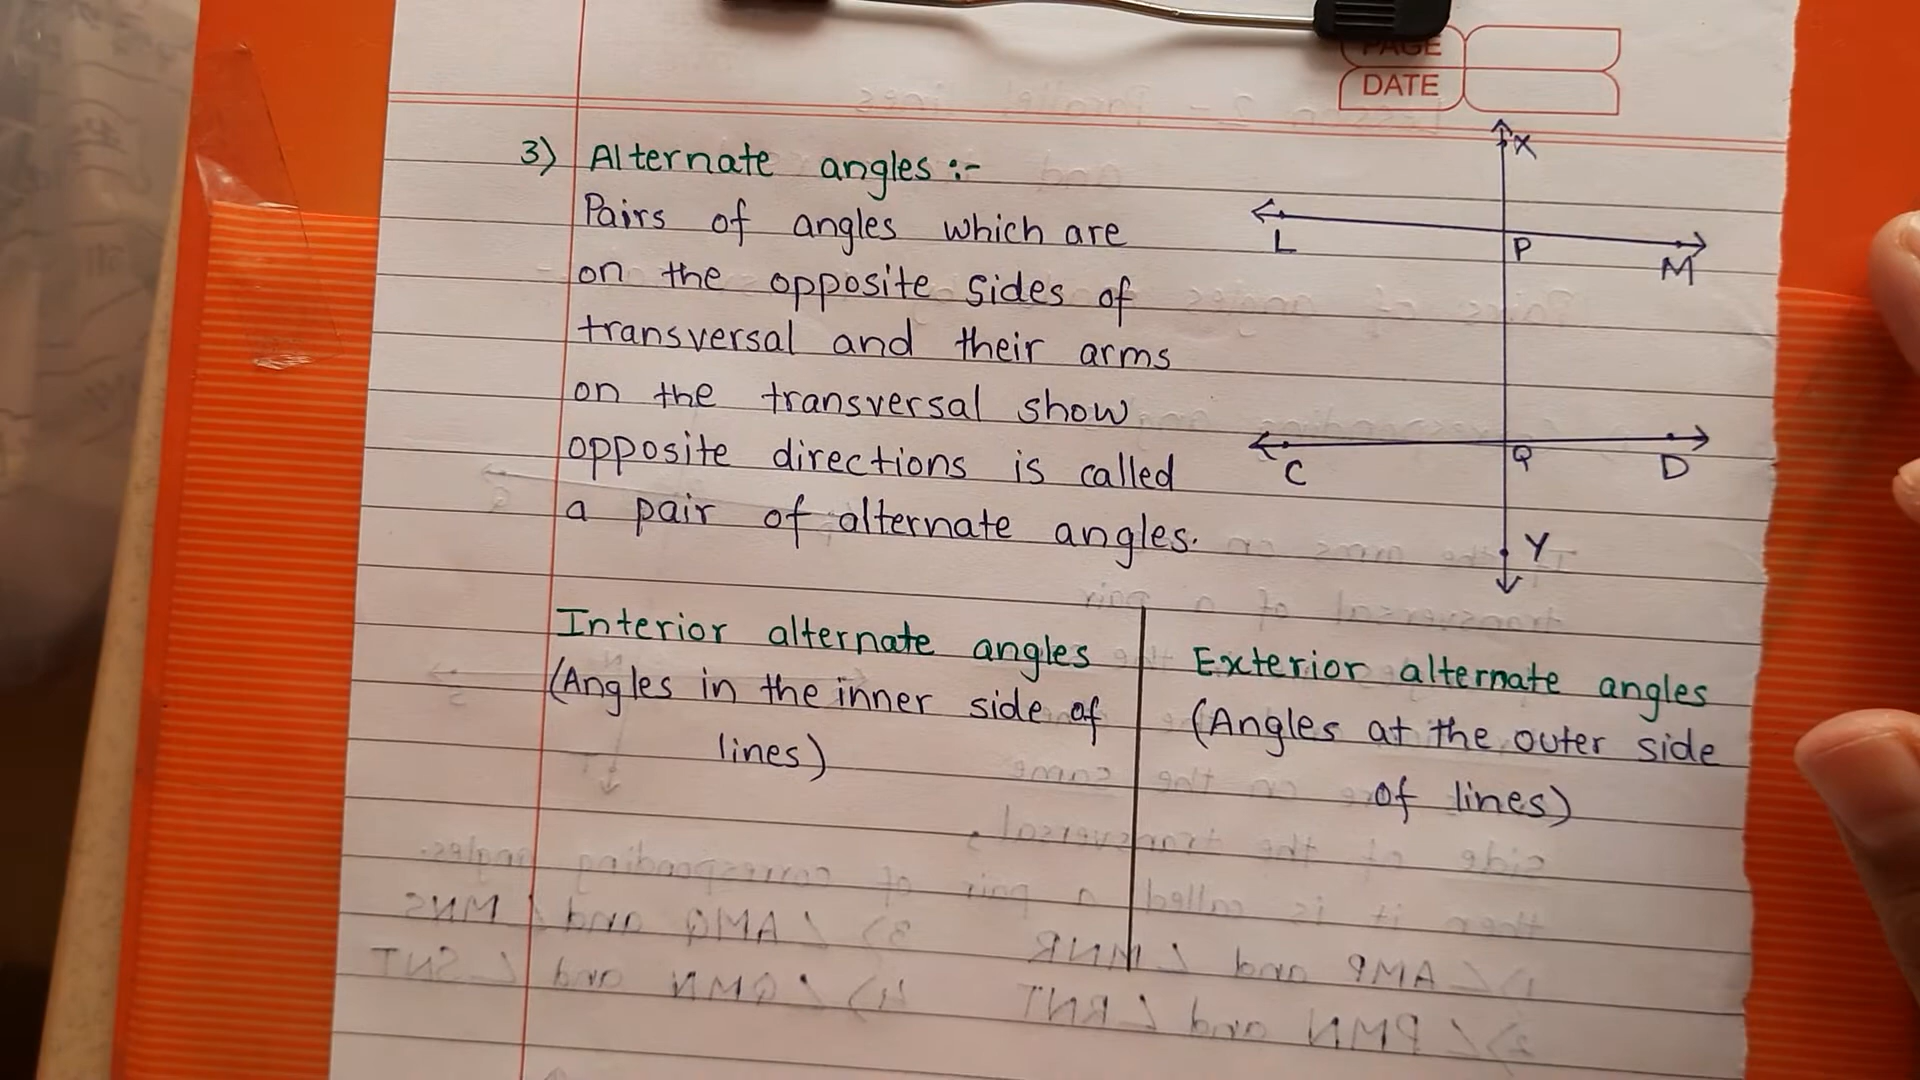 PAGE
DATE
3) Alternate angles :-
Pairs of angles which are
on the opposite sides of
transversal and their arms
on the transversal show
opposite directions is called
a pair of alternate angles.
X
L
P
M
C
Q
D
Y
Interior alternate angles
(Angles in the inner side of
lines)
Exterior alternate angles
(Angles at the outer side
of lines)